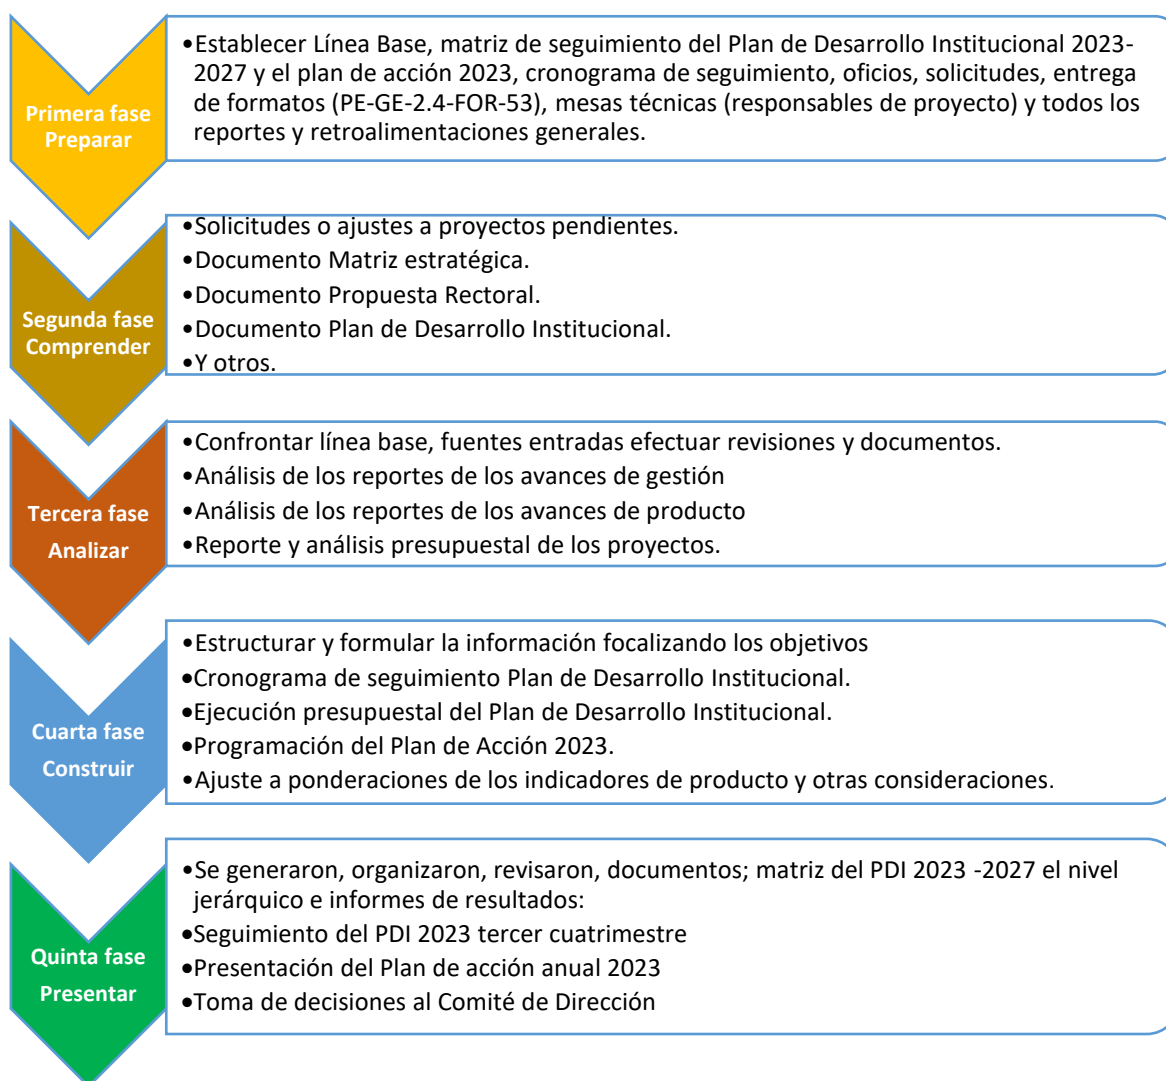 Primera fase
Preparar
•Establecer Línea Base, matriz de seguimiento del Plan de Desarrollo Institucional 2023-
2027 y el plan de acción 2023, cronograma de seguimiento, oficios, solicitudes, entrega
de formatos (PE-GE-2.4-FOR-53), mesas técnicas (responsables de proyecto) y todos los
reportes y retroalimentaciones generales.
Segunda fase
Comprender
•Solicitudes o ajustes a proyectos pendientes.
•Documento Matriz estratégica.
•Documento Propuesta Rectoral.
•Documento Plan de Desarrollo Institucional.
•Y otros.
Tercera fase
Analizar
•Confrontar línea base, fuentes entradas efectuar revisiones y documentos.
•Análisis de los reportes de los avances de gestión
•Análisis de los reportes de los avances de producto
•Reporte y análisis presupuestal de los proyectos.
Cuarta fase
Construir
•Estructurar y formular la información focalizando los objetivos
•Cronograma de seguimiento Plan de Desarrollo Institucional.
•Ejecución presupuestal del Plan de Desarrollo Institucional.
•Programación del Plan de Acción 2023.
•Ajuste a ponderaciones de los indicadores de producto y otras consideraciones.
Quinta fase
Presentar
•Se generaron, organizaron, revisaron, documentos; matriz del PDI 2023 -2027 el nivel
jerárquico e informes de resultados:
•Seguimiento del PDI 2023 tercer cuatrimestre
•Presentación del Plan de acción anual 2023
•Toma de decisiones al Comité de Dirección